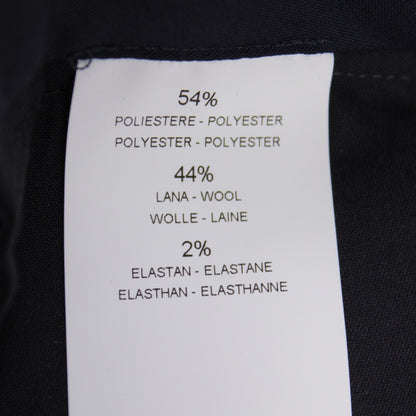 54%
POLIESTERE - POLYESTER
POLYESTER - POLYESTER
44%
LANA - WOOL
WOLLE - LAINE
2%
ELASTAN - ELASTANE
ELASTHAN - ELASTHANNE